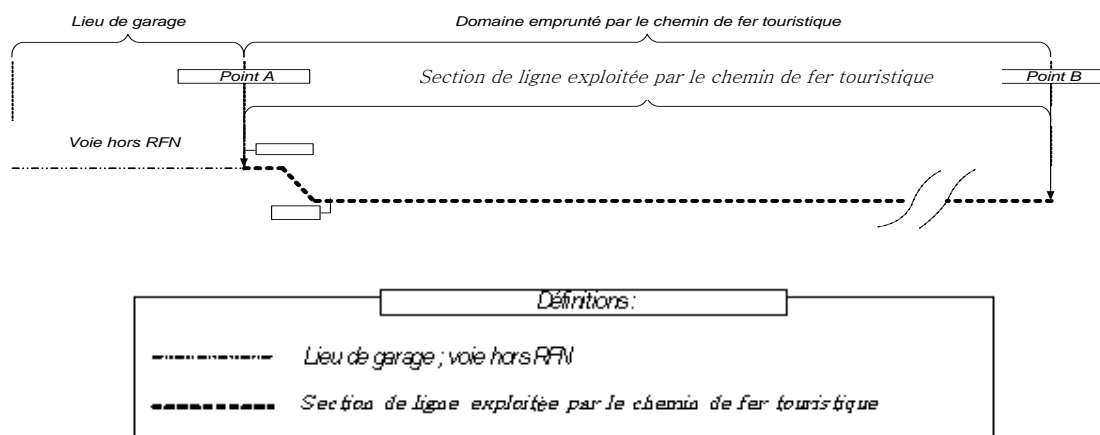 Lieu de garage
Domaine emprunté par le chemin de fer touristique
Point A
Section de ligne exploitée par le chemin de fer touristique
Point B
Voie hors RFN
Définitions:
Lieu de garage ; voie hors RFN
Section de ligne exploitée par le chemin de fer touristique